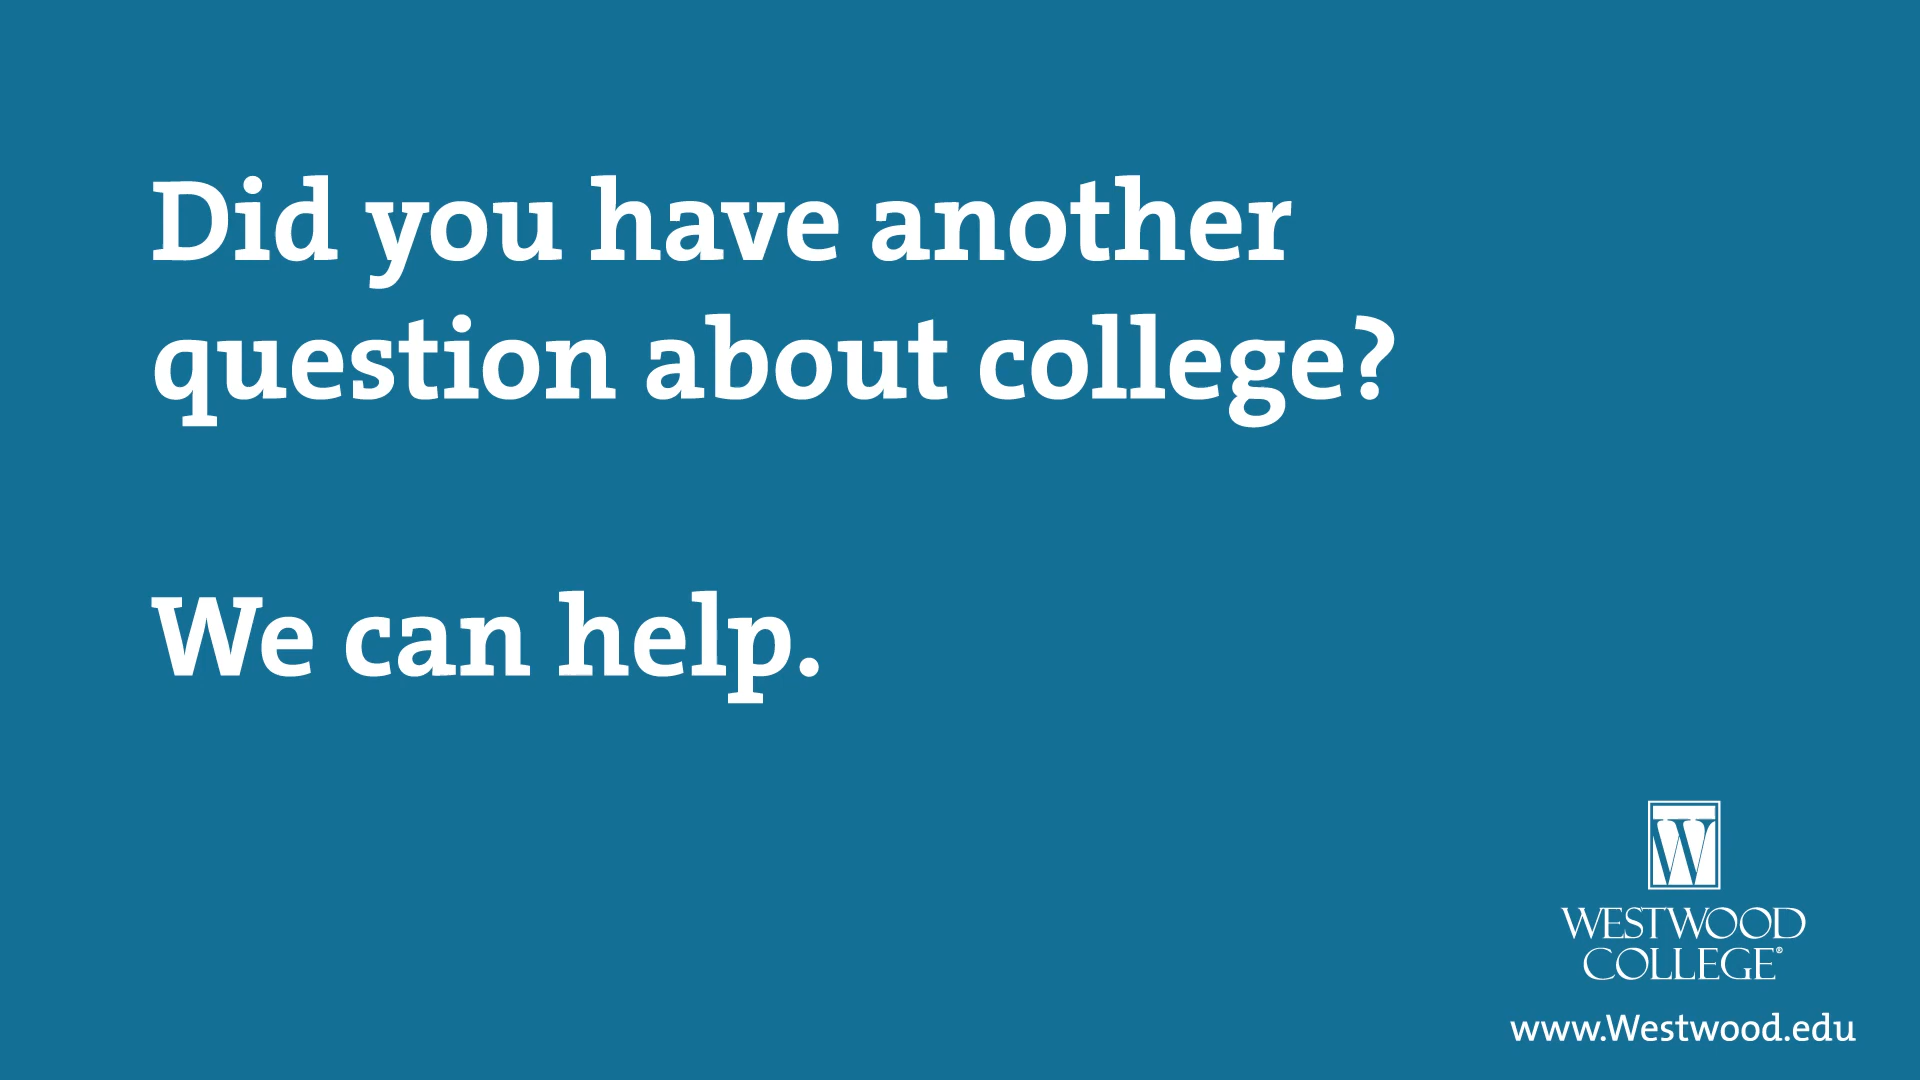 Did you have another
question about college?
We can help.
W
WESTWOOD
COLLEGE®
www.Westwood.edu